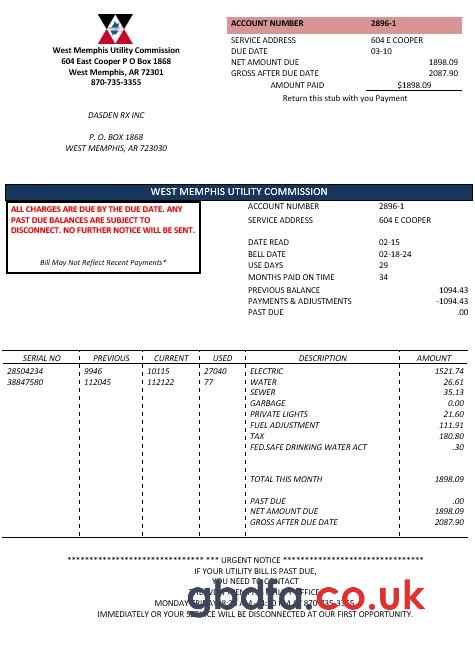 West Memphis Utility Commission
604 East Cooper P O Box 1868
West Memphis, AR 72301
870-735-3355
ACCOUNT NUMBER 2896-1
SERVICE ADDRESS 604 E COOPER
DUE DATE 03-10
NET AMOUNT DUE 1898.09
GROSS AFTER DUE DATE 2087.90
AMOUNT PAID $1898.09
Return this stub with you Payment
DASDEN RX INC
P. O. BOX 1868
WEST MEMPHIS, AR 723030
WEST MEMPHIS UTILITY COMMISSION
ALL CHARGES ARE DUE BY THE DUE DATE. ANY
PAST DUE BALANCES ARE SUBJECT TO
DISCONNECT. NO FURTHER NOTICE WILL BE SENT.
Bill May Not Reflect Recent Payments*
ACCOUNT NUMBER 2896-1
SERVICE ADDRESS 604 E COOPER
DATE READ 02-15
BELL DATE 02-18-24
USE DAYS 29
MONTHS PAID ON TIME 34
PREVIOUS BALANCE 1094.43
PAYMENTS & ADJUSTMENTS -1094.43
PAST DUE .00
SERIAL NO PREVIOUS CURRENT USED DESCRIPTION AMOUNT
28504234 9946 10115 27040 ELECTRIC 1521.74
38847580 112045 112122 77 WATER 26.61
SEWER 35.13
GARBAGE 0.00
PRIVATE LIGHTS 21.60
FUEL ADJUSTMENT 111.91
TAX 180.80
FED.SAFE DRINKING WATER ACT .30
TOTAL THIS MONTH 1898.09
PAST DUE .00
NET AMOUNT DUE 1898.09
GROSS AFTER DUE DATE 2087.90
****************************** *** URGENT NOTICE ********************************
IF YOUR UTILITY BILL IS PAST DUE,
YOU NEED TO CONTACT
OFFICE
MONDAY 870-735-3355
IMMEDIATELY OR YOUR SERVICE WILL BE DISCONNECTED AT OUR FIRST OPPORTUNITY.
gbdfa.co.uk